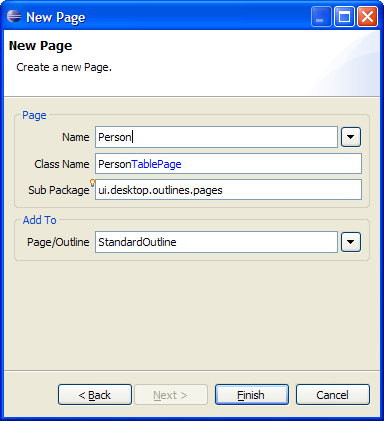 New Page
New Page
Create a new Page.
Page
Name Person
Class Name PersonTablePage
Sub Package ui.desktop.outlines.pages
Add To
Page/Outline StandardOutline
< Back Next > Finish Cancel